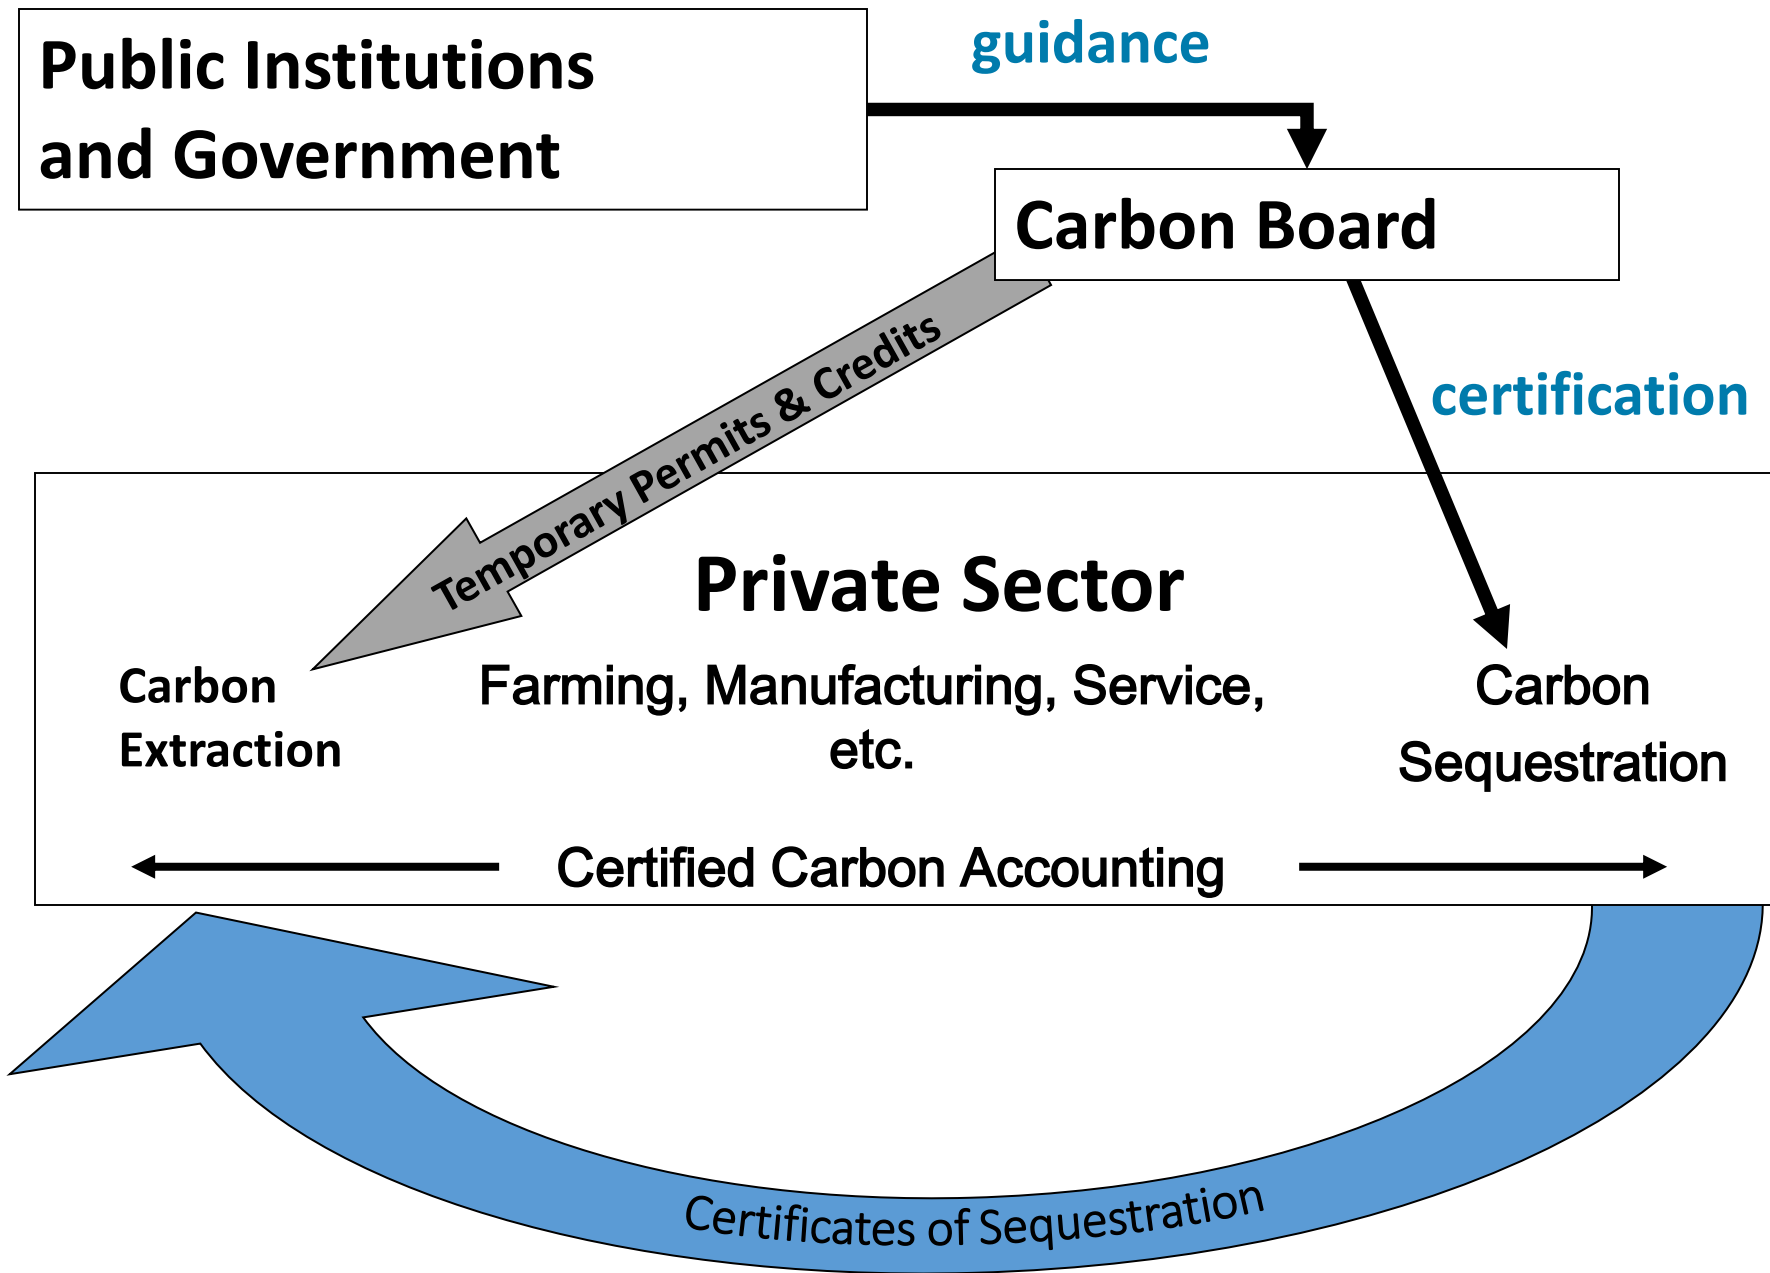 Public Institutions
and Government
guidance
Carbon Board
Temporary Permits & Credits
certification
Private Sector
Carbon
Extraction
Farming, Manufacturing, Service,
etc.
Carbon
Sequestration
Certified Carbon Accounting
Certificates of Sequestration